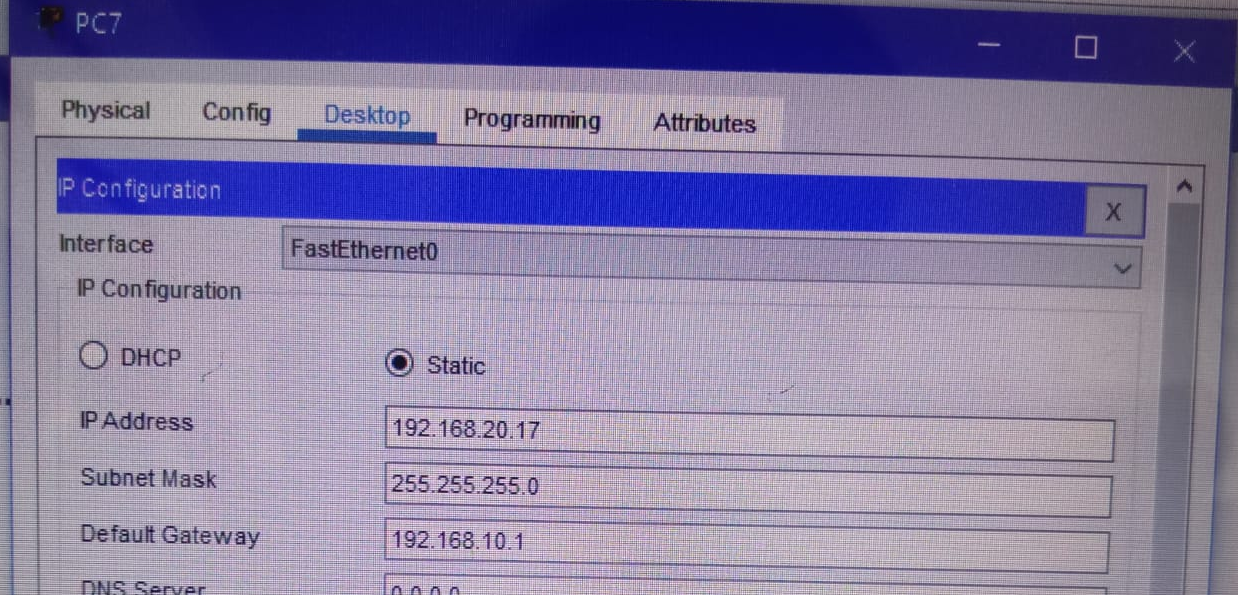 PC7
Physical Config Desktop Programming Attributes
IP Configuration X
Interface FastEthernet0
IP Configuration
DHCP Static
IP Address 192.168.20.17
Subnet Mask 255.255.255.0
Default Gateway 192.168.10.1
DNS Server 0.0.0.0